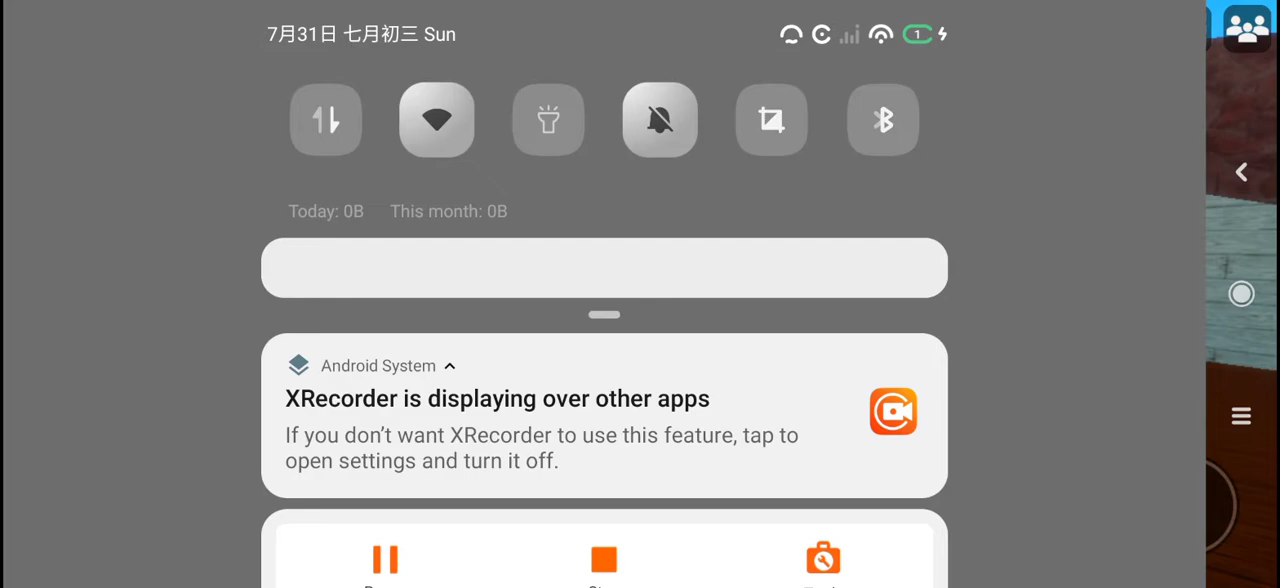 7月31日 七月初三 Sun
1
Today: 0B This month: 0B
Android System
XRecorder is displaying over other apps
If you don't want XRecorder to use this feature, tap to
open settings and turn it off.